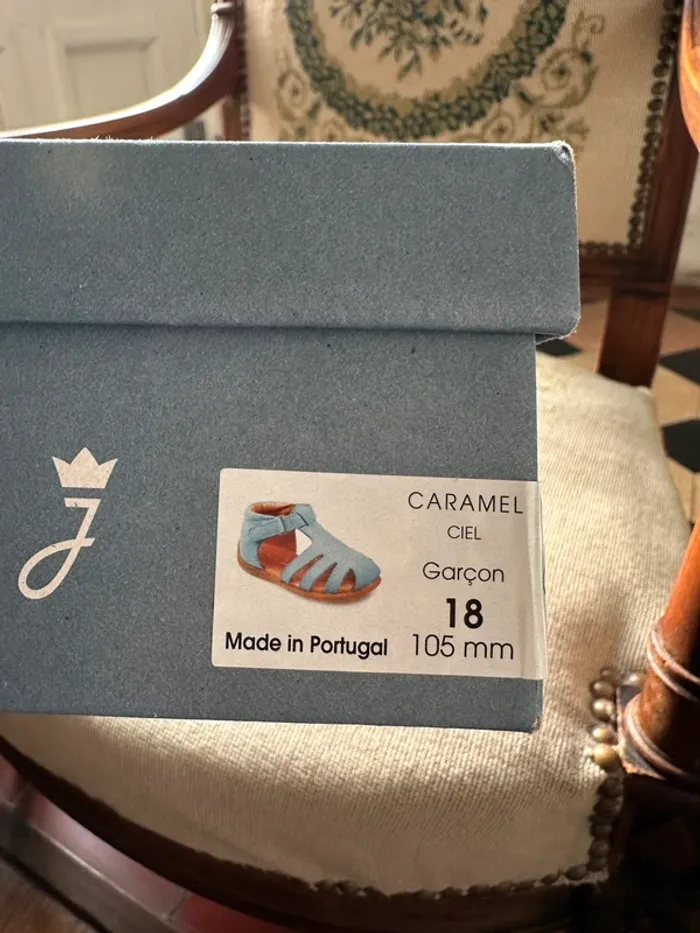 J
CARAMEL
CIEL
Garçon
18
Made in Portugal
105 mm